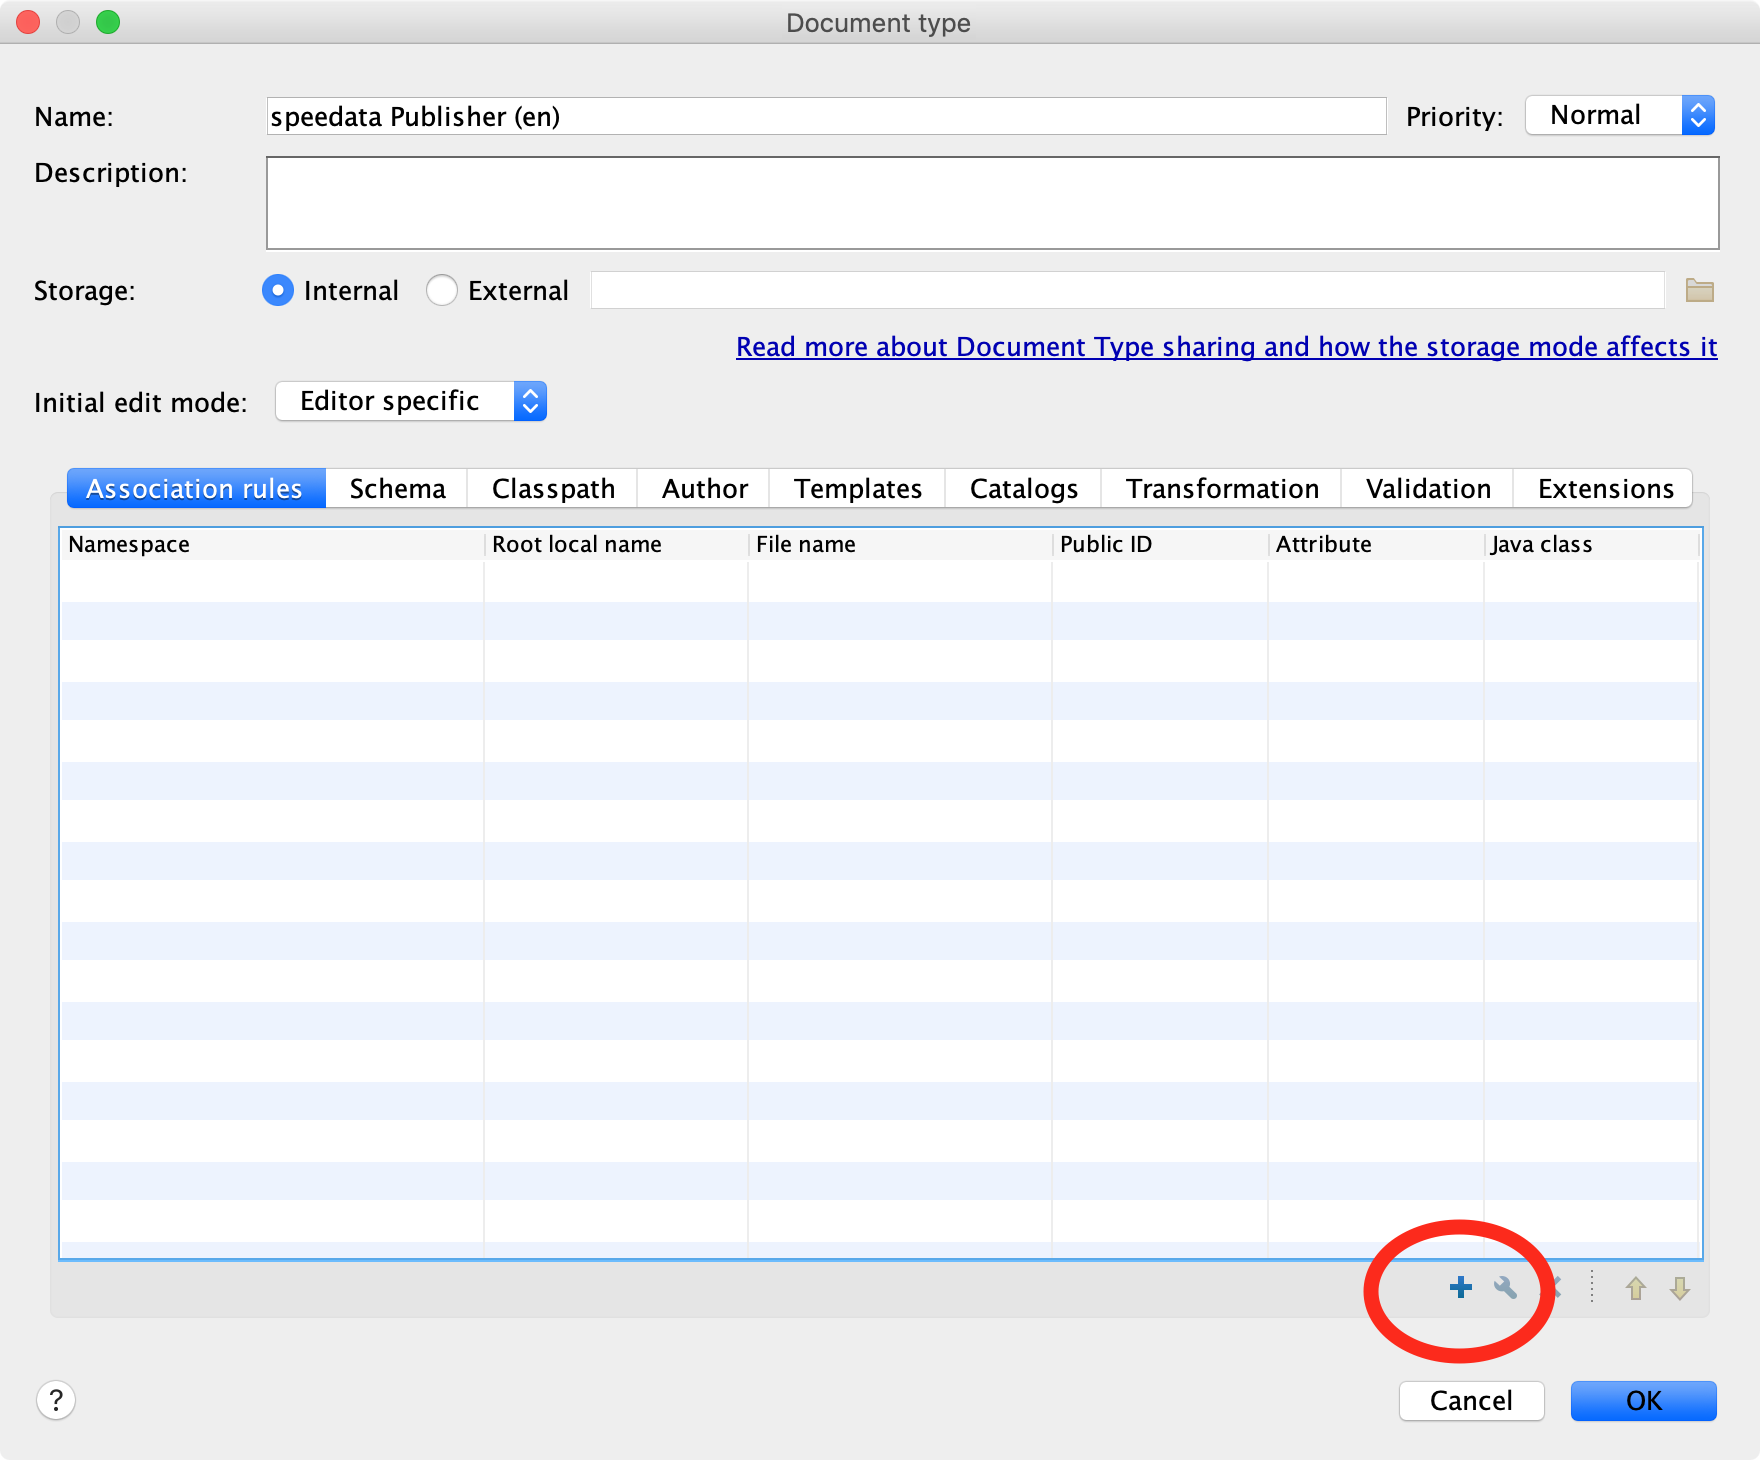 Document type
Name: speedata Publisher (en) Priority: Normal
Description:
Storage: Internal External
Read more about Document Type sharing and how the storage mode affects it
Initial edit mode: Editor specific
Association rules Schema Classpath Author Templates Catalogs Transformation Validation Extensions
Namespace Root local name File name Public ID Attribute Java class
? Cancel OK